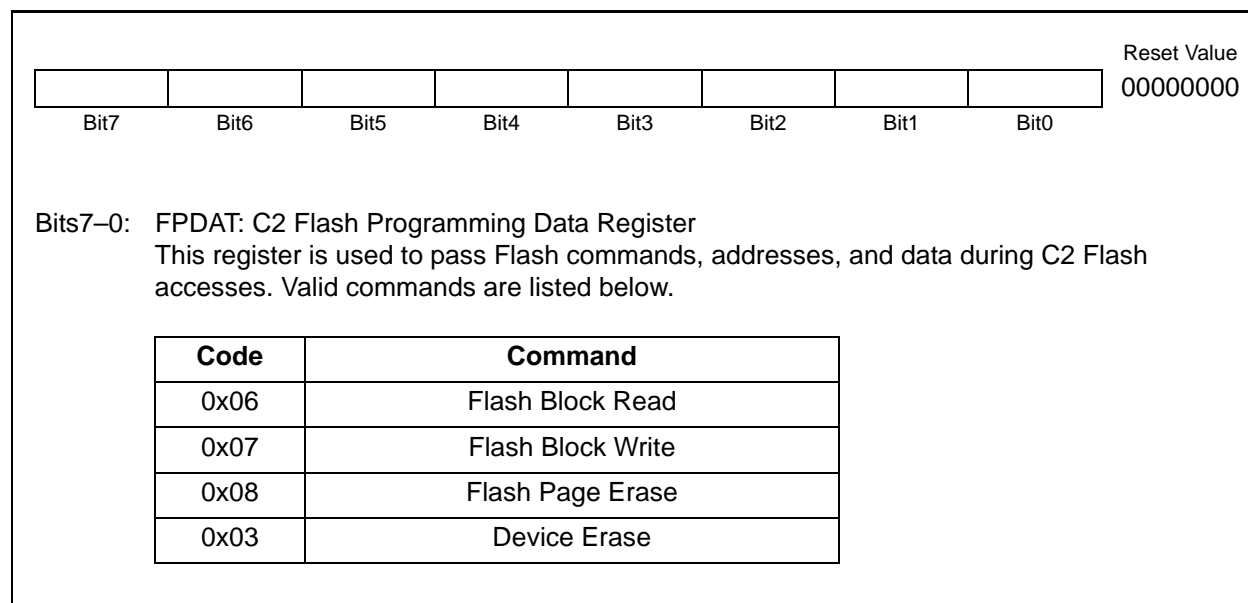 Reset Value
00000000
Bit7 Bit6 Bit5 Bit4 Bit3 Bit2 Bit1 Bit0
Bits7–0: FPDAT: C2 Flash Programming Data Register
This register is used to pass Flash commands, addresses, and data during C2 Flash
accesses. Valid commands are listed below.
Code Command
0x06 Flash Block Read
0x07 Flash Block Write
0x08 Flash Page Erase
0x03 Device Erase